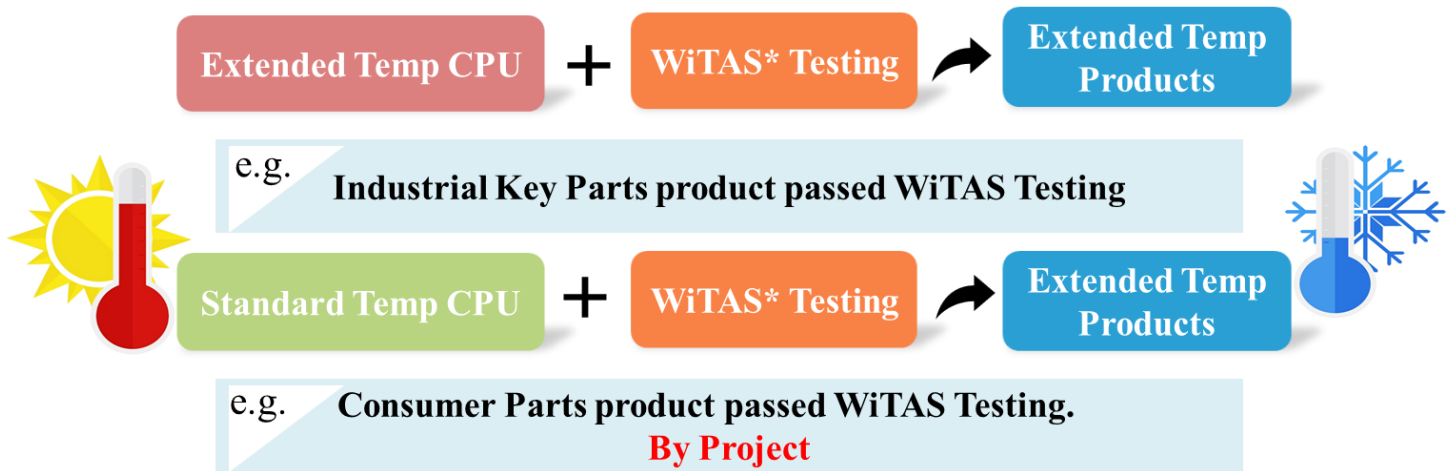 Extended Temp CPU + WiTAS* Testing Extended Temp
Products
e.g.
Industrial Key Parts product passed WiTAS Testing
Standard Temp CPU + WiTAS* Testing Extended Temp
Products
e.g. Consumer Parts product passed WiTAS Testing.
By Project